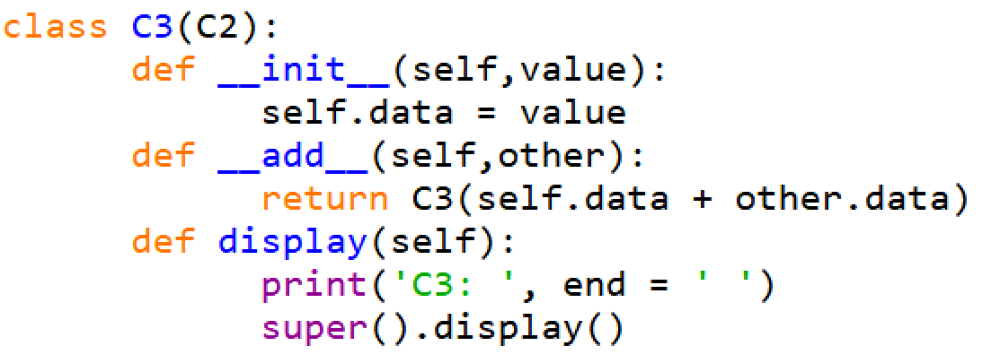 class C3(C2):
def __init__(self,value):
self.data = value
def __add__(self,other):
return C3(self.data + other.data)
def display(self):
print('C3: ', end = ' ')
super().display()